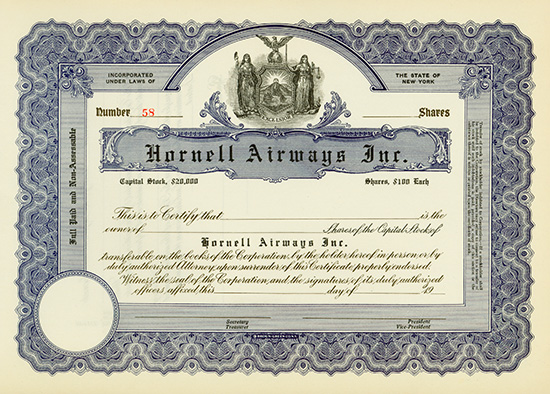 INCORPORATED
UNDER LAWS OF
THE STATE OF
NEW YORK
EXCELSIOR
Number 58 Shares
Hornell Airways Inc.
Capital Stock, $20,000 Shares, $100 Each
Full Paid and Non-Assessable
This is to Certify that is the
owner of Shares of the Capital Stock of
Hornell Airways Inc.
transferable on the books of the Corporation by the holder hereof in person or by
duly authorized Attorney upon surrender of this Certificate properly endorsed.
Witness the seal of the Corporation and the signatures of its duly authorized
officers affixed this day of 19
Secretary
Treasurer
President
Vice-President